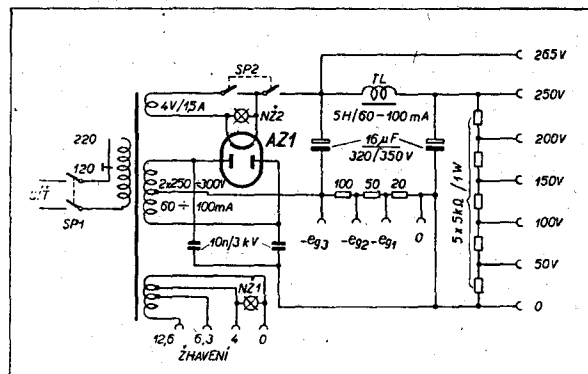 SP2
265V
TL
250V
4V/1,5A
NŽ2
5H/60-100mA
AZ1
220
16µF
320/350V
200V
120
2x250÷300V
60÷100mA
100
50
20
150V
SP1
-eg3
-eg2
-eg1
0
100V
10n/3kV
5x5kΩ/1W
50V
NŽ1
0
12,6
6,3
4
0
ŽHAVENÍ